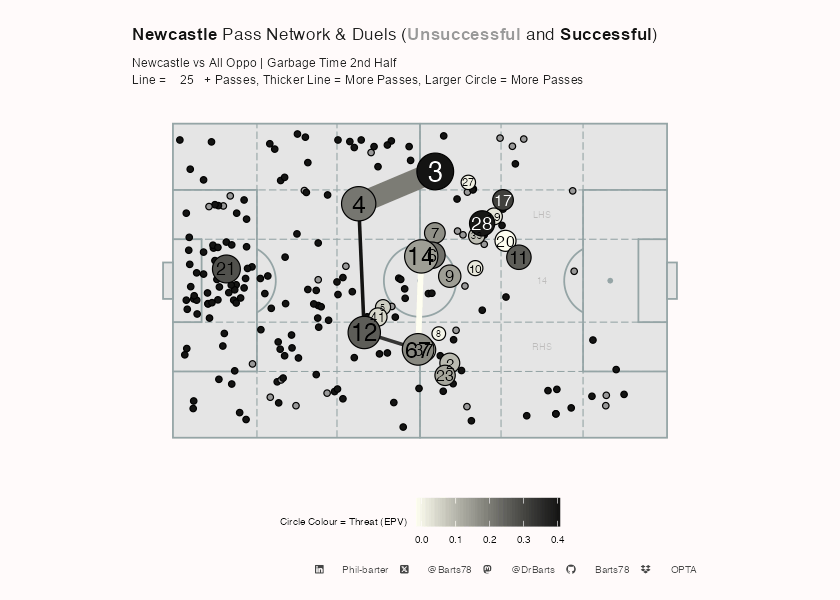 Newcastle Pass Network & Duels (Unsuccessful and Successful)
Newcastle vs All Oppo | Garbage Time 2nd Half
Line = 25 + Passes, Thicker Line = More Passes, Larger Circle = More Passes
3
27
4
17
LHS
28
7
20
14
11
21
9
10
14
5
41
12
8
67
RHS
2
23
Circle Colour = Threat (EPV)
0.0 0.1 0.2 0.3 0.4
Phil-barter @Barts78 @DrBarts Barts78 OPTA